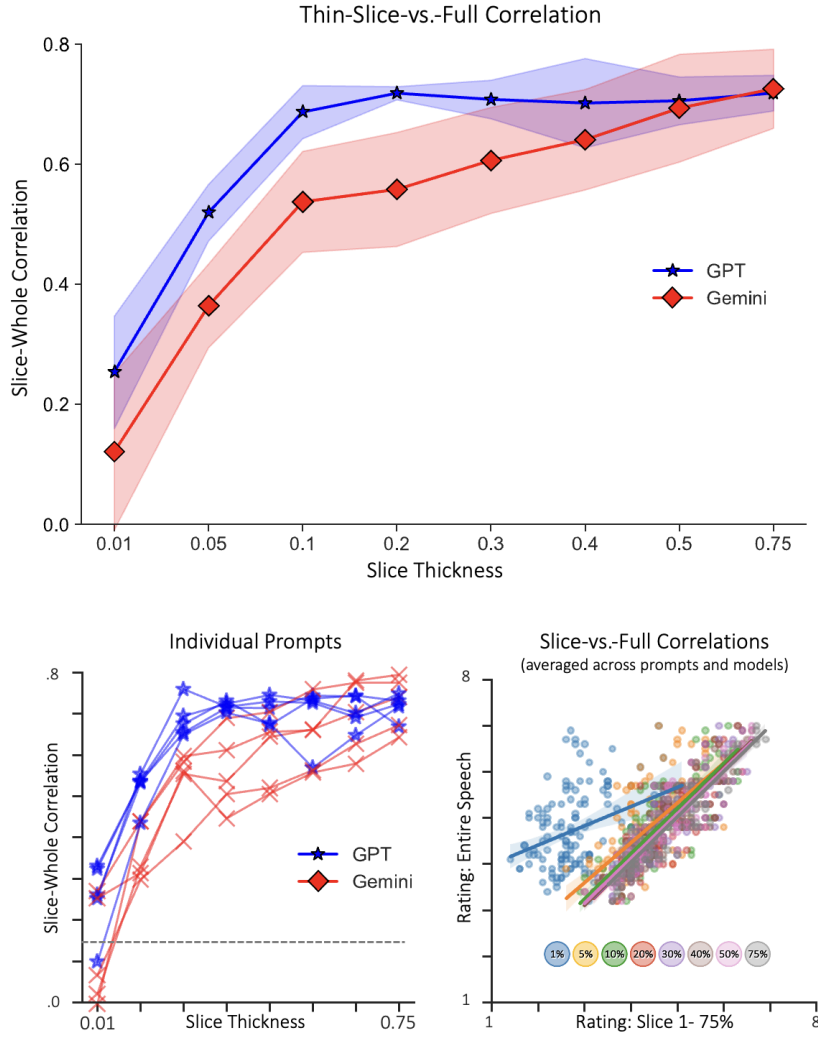 Thin-Slice-vs.-Full Correlation
Slice-Whole Correlation
0.8
0.6
0.4
0.2
0.0
GPT
Gemini
0.01 0.05 0.1 0.2 0.3 0.4 0.5 0.75
Slice Thickness
Individual Prompts
Slice-Whole Correlation
.8
.0
GPT
Gemini
0.01 Slice Thickness 0.75
Slice-vs.-Full Correlations
(averaged across prompts and models)
Rating: Entire Speech
8
1
1% 5% 10% 20% 30% 40% 50% 75%
1 Rating: Slice 1- 75% 8